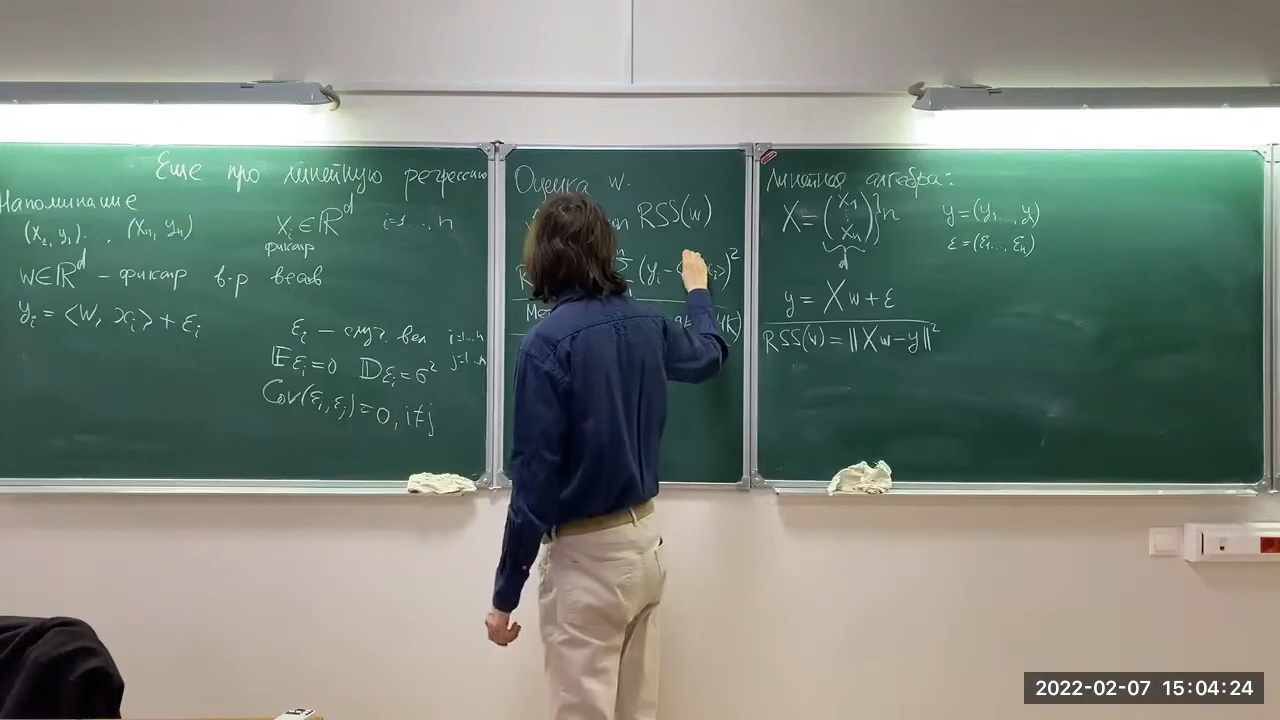 Еще про линейную регрессию
Напоминание
(x₁, y₁) ... (xₙ, yₙ)
Xᵢ ∈ ℝᵈ i=1...n
фиксир
W∈ℝᵈ – фиксир в-р весов
yᵢ = ⟨W, xᵢ⟩ + εᵢ
εᵢ – случ. вел i=1...n
𝔼εᵢ=0 𝔻εᵢ=σ² j=1...n
Cov(εᵢ, εⱼ)=0, i≠j
Оценка w.
RSS(w)
(yᵢ -
)²
Линейная алгебра:
X = (x₁ ⋮ xₙ)}n
d
y=(y₁..., yₙ)
ε=(ε₁..., εₙ)
y = Xw + ε
RSS(w) = ‖Xw – y‖²
2022-02-07 15:04:24